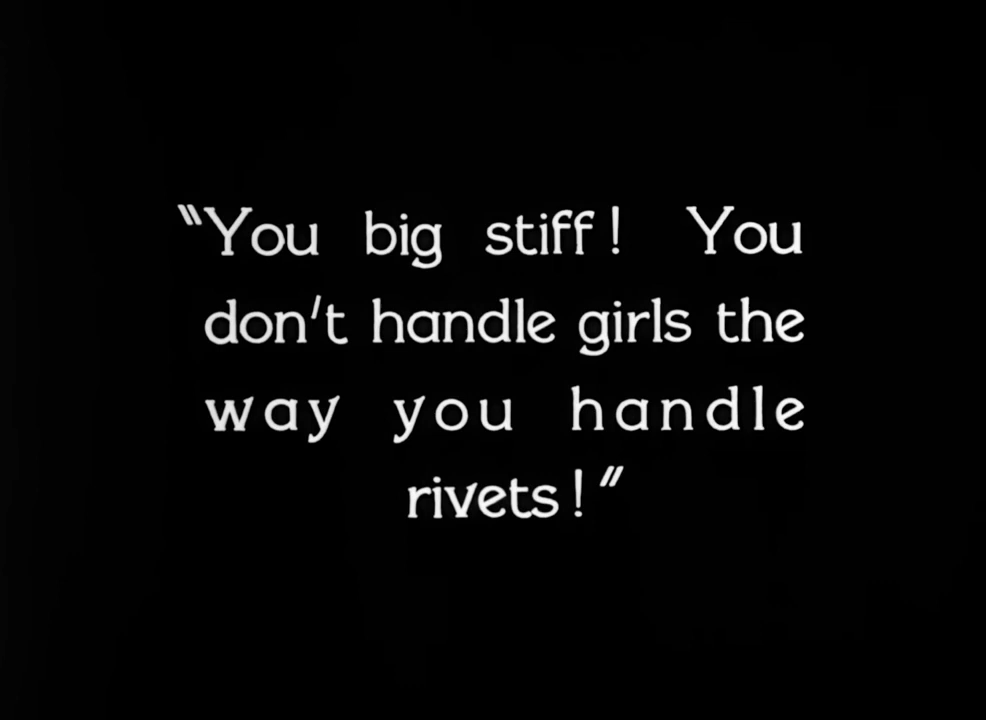 "You big stiff! You
don't handle girls the
way you handle
rivets!"